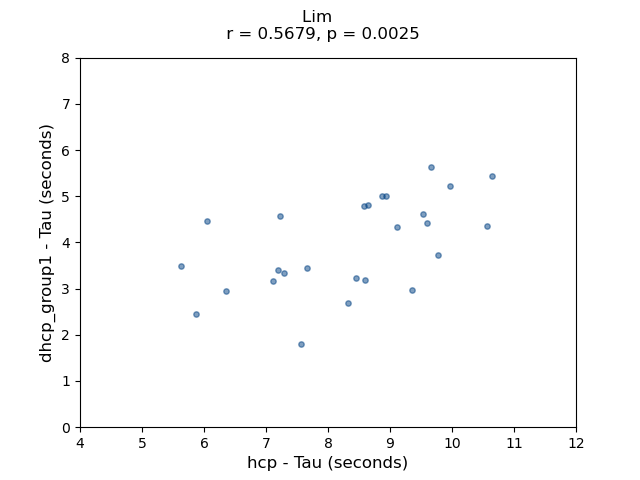 Lim
r = 0.5679, p = 0.0025
8
7
6
5
4
3
2
1
0
dhcp_group1 - Tau (seconds)
4 5 6 7 8 9 10 11 12
hcp - Tau (seconds)